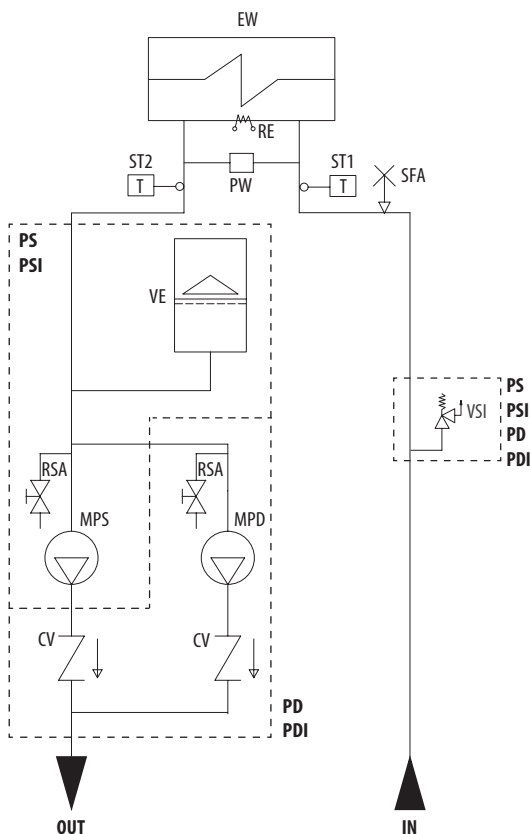 EW
RE
ST2
T
PW
ST1
T
SFA
PS
PSI
VE
PS
PSI
PD
PDI
VSI
RSA
RSA
MPS
MPD
CV
CV
PD
PDI
OUT
IN